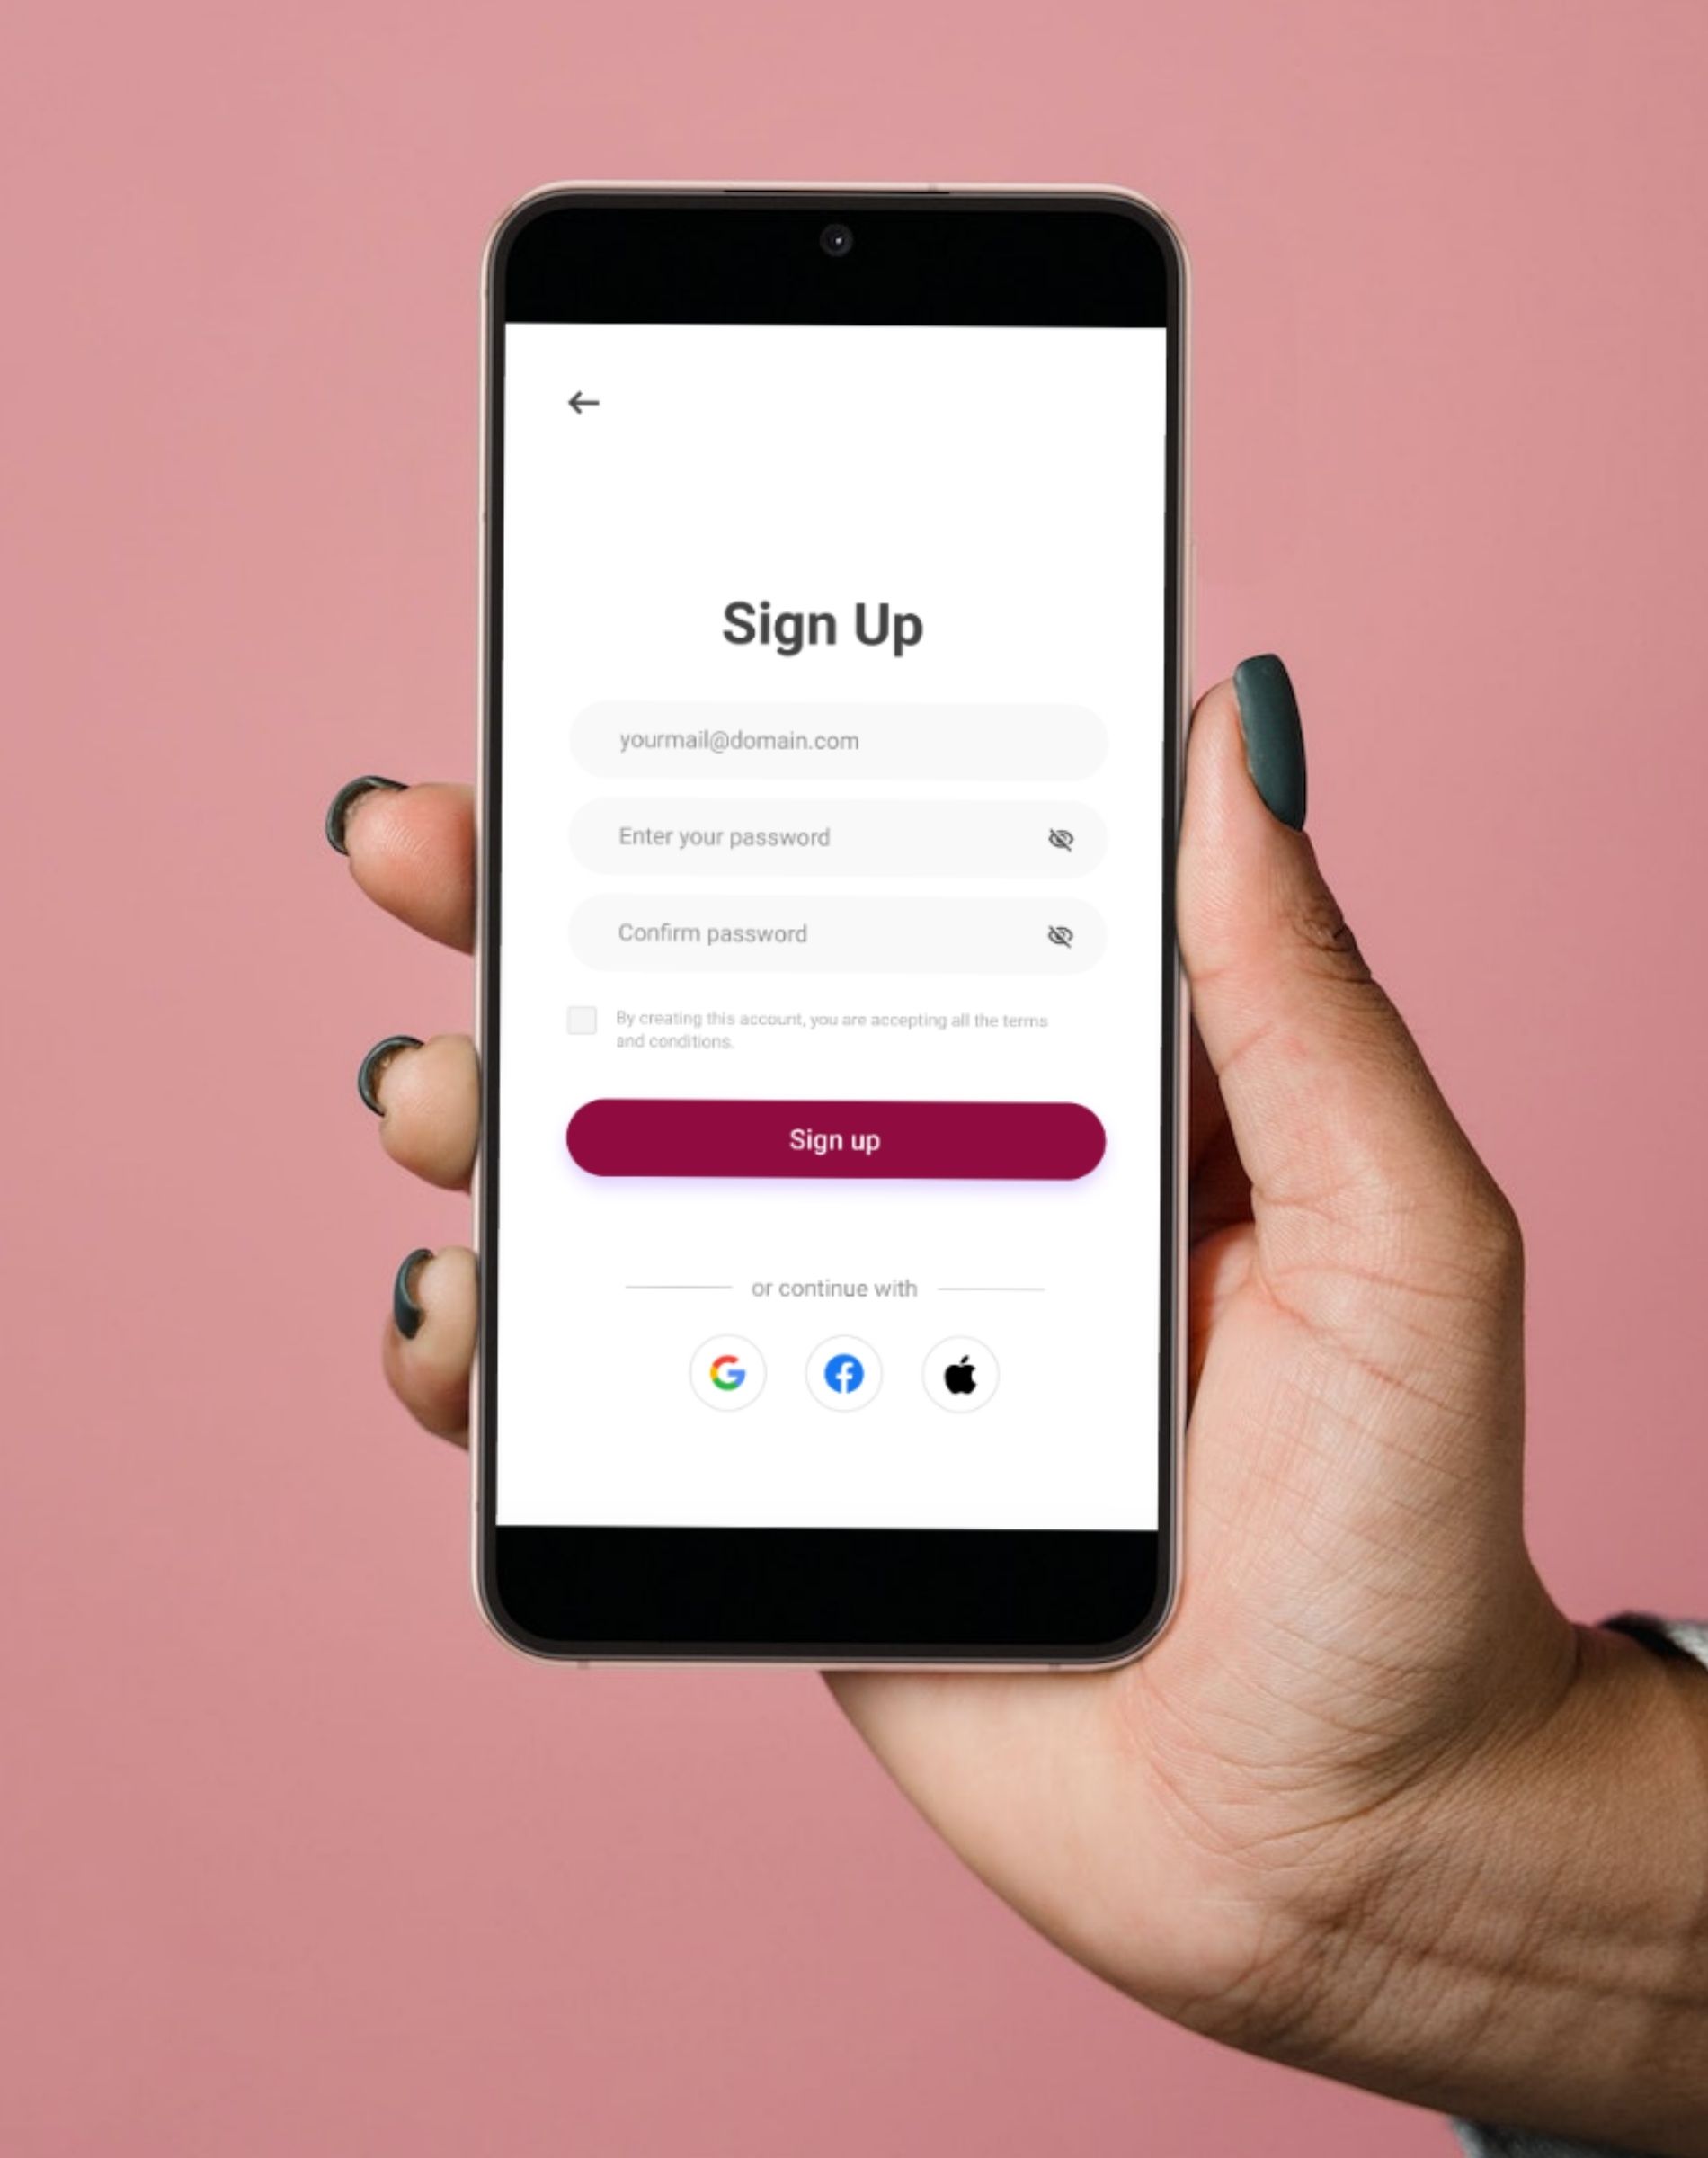 Sign Up
yourmail@domain.com
Enter your password
Confirm password
By creating this account, you are accepting all the terms
and conditions.
Sign up
or continue with